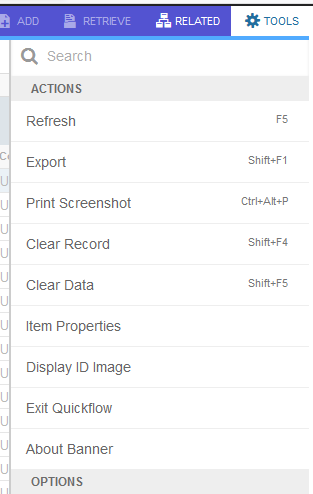 ADD RETRIEVE RELATED TOOLS
Search
ACTIONS
Refresh F5
Export Shift+F1
Print Screenshot Ctrl+Alt+P
Clear Record Shift+F4
Clear Data Shift+F5
Item Properties
Display ID Image
Exit Quickflow
About Banner
OPTIONS